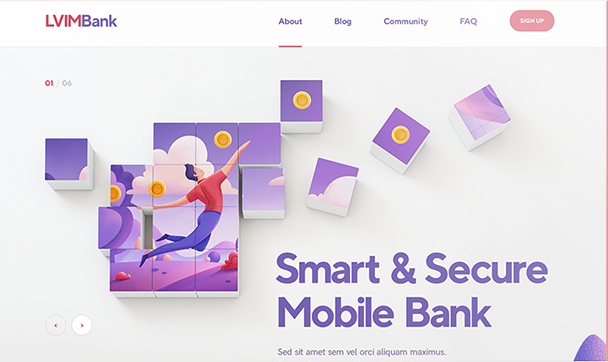 LVIMBank
About
Blog
Community
FAQ
SIGN UP
01 / 06
Smart & Secure
Mobile Bank
Sed sit amet sem vel orci aliquam maximus.